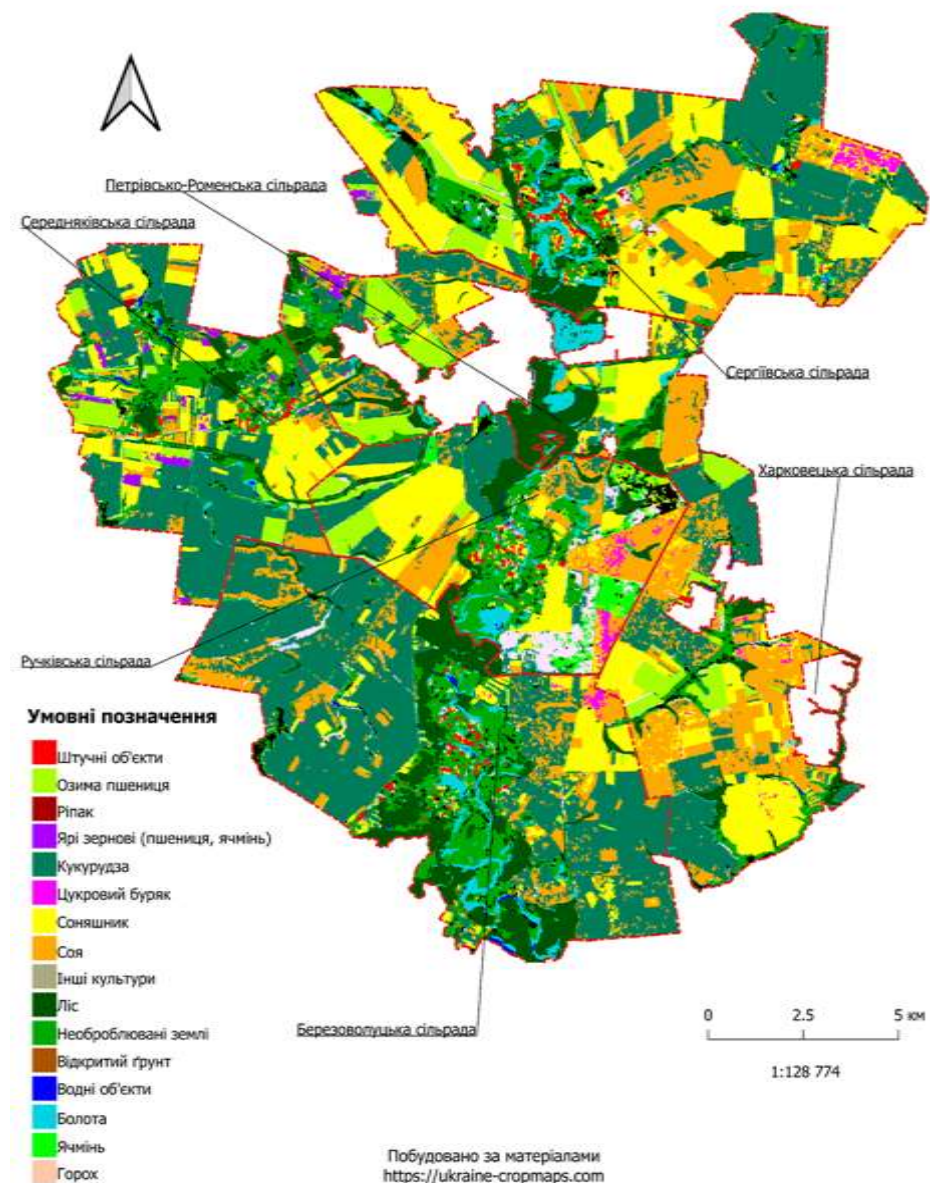 Петрівсько-Роменська сільрада
Середняківська сільрада
Сергіївська сільрада
Харковецька сільрада
Ручківська сільрада
Умовні позначення
Штучні об'єкти
Озима пшениця
Ріпак
Ярі зернові (пшениця, ячмінь)
Кукурудза
Цукровий буряк
Соняшник
Соя
Інші культури
Ліс
Необроблювані землі
Відкритий ґрунт
Водні об'єкти
Болота
Ячмінь
Горох
Березоволуцька сільрада
0 2.5 5 км
1:128 774
Побудовано за матеріалами
https://ukraine-cropmaps.com